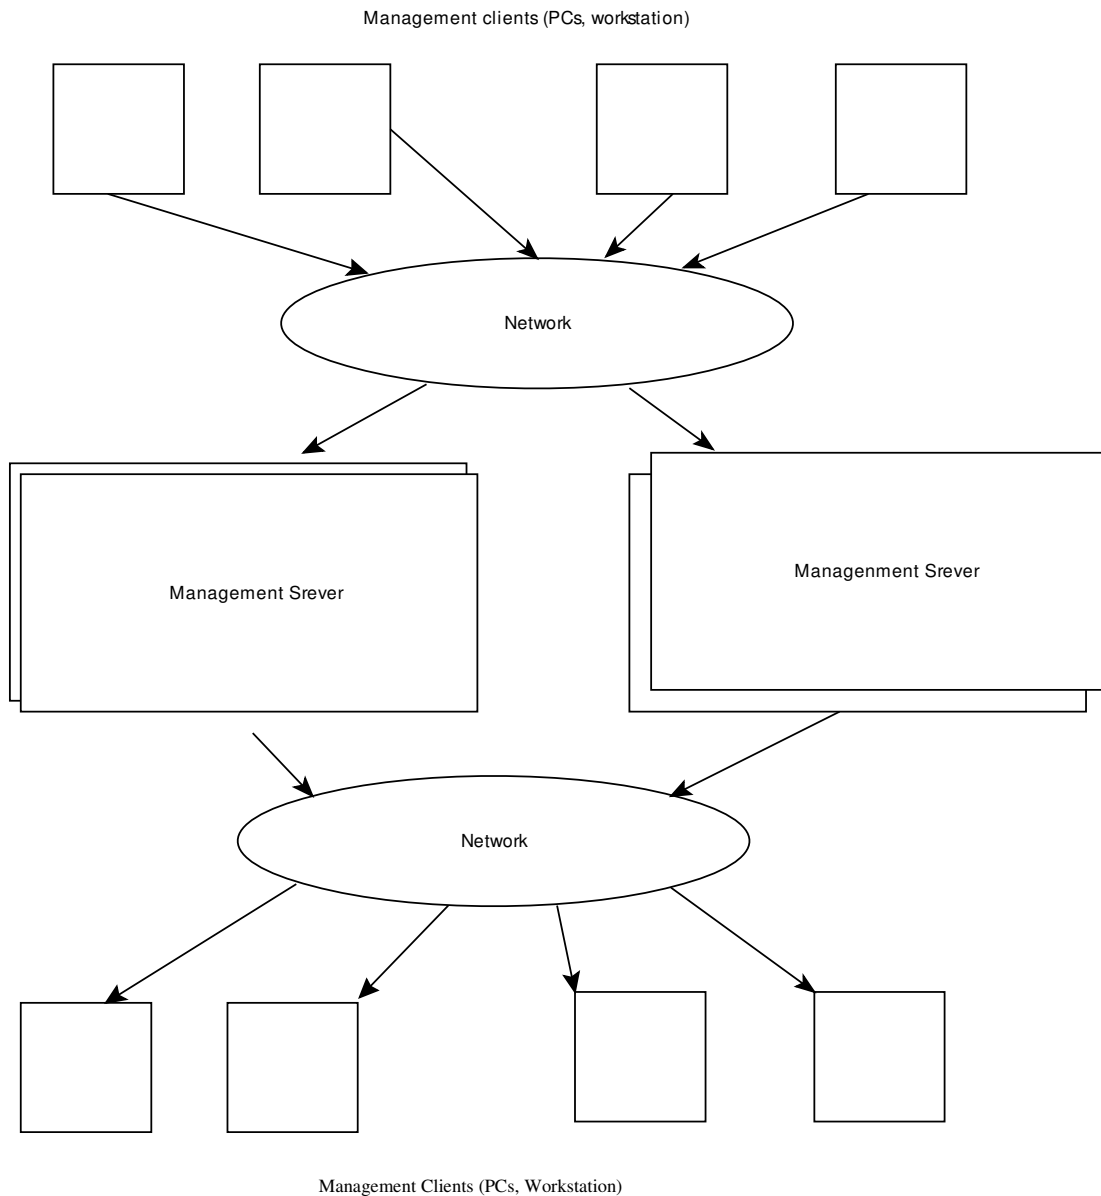 Management clients (PCs, workstation)
Network
Management Srever
Managenment Srever
Network
Management Clients (PCs, Workstation)